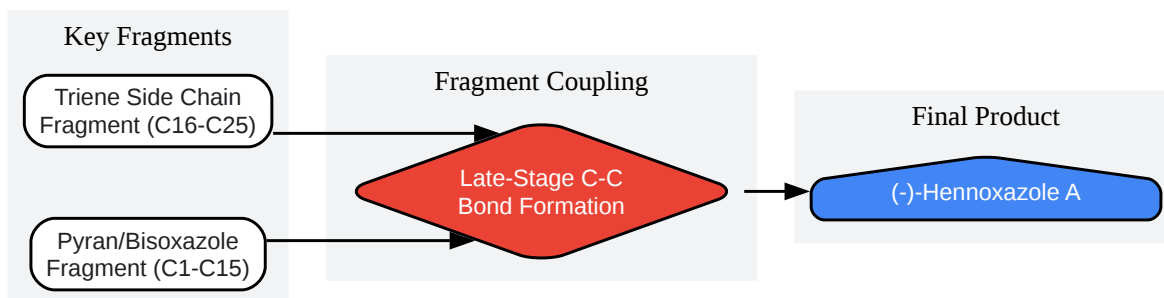 Key Fragments
Triene Side Chain
Fragment (C16-C25)
Pyran/Bisoxazole
Fragment (C1-C15)
Fragment Coupling
Late-Stage C-C
Bond Formation
Final Product
(-)-Hennoxazole A